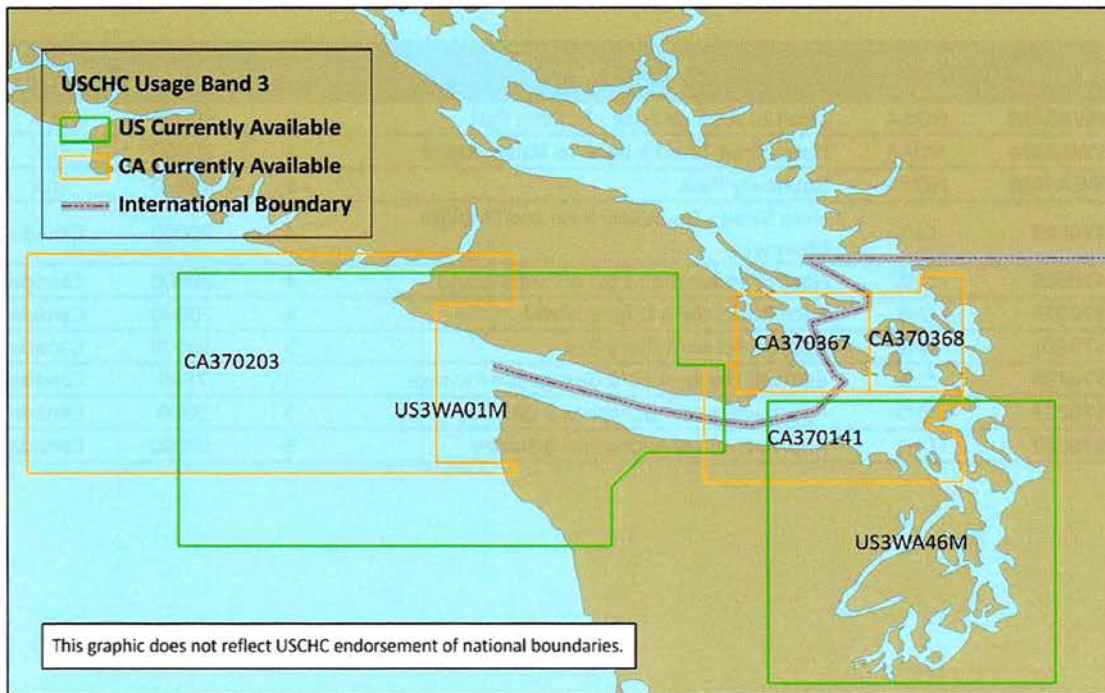 USCHC Usage Band 3
US Currently Available
CA Currently Available
International Boundary
CA370367
CA370368
CA370203
US3WA01M
CA370141
US3WA46M
This graphic does not reflect USCHC endorsement of national boundaries.